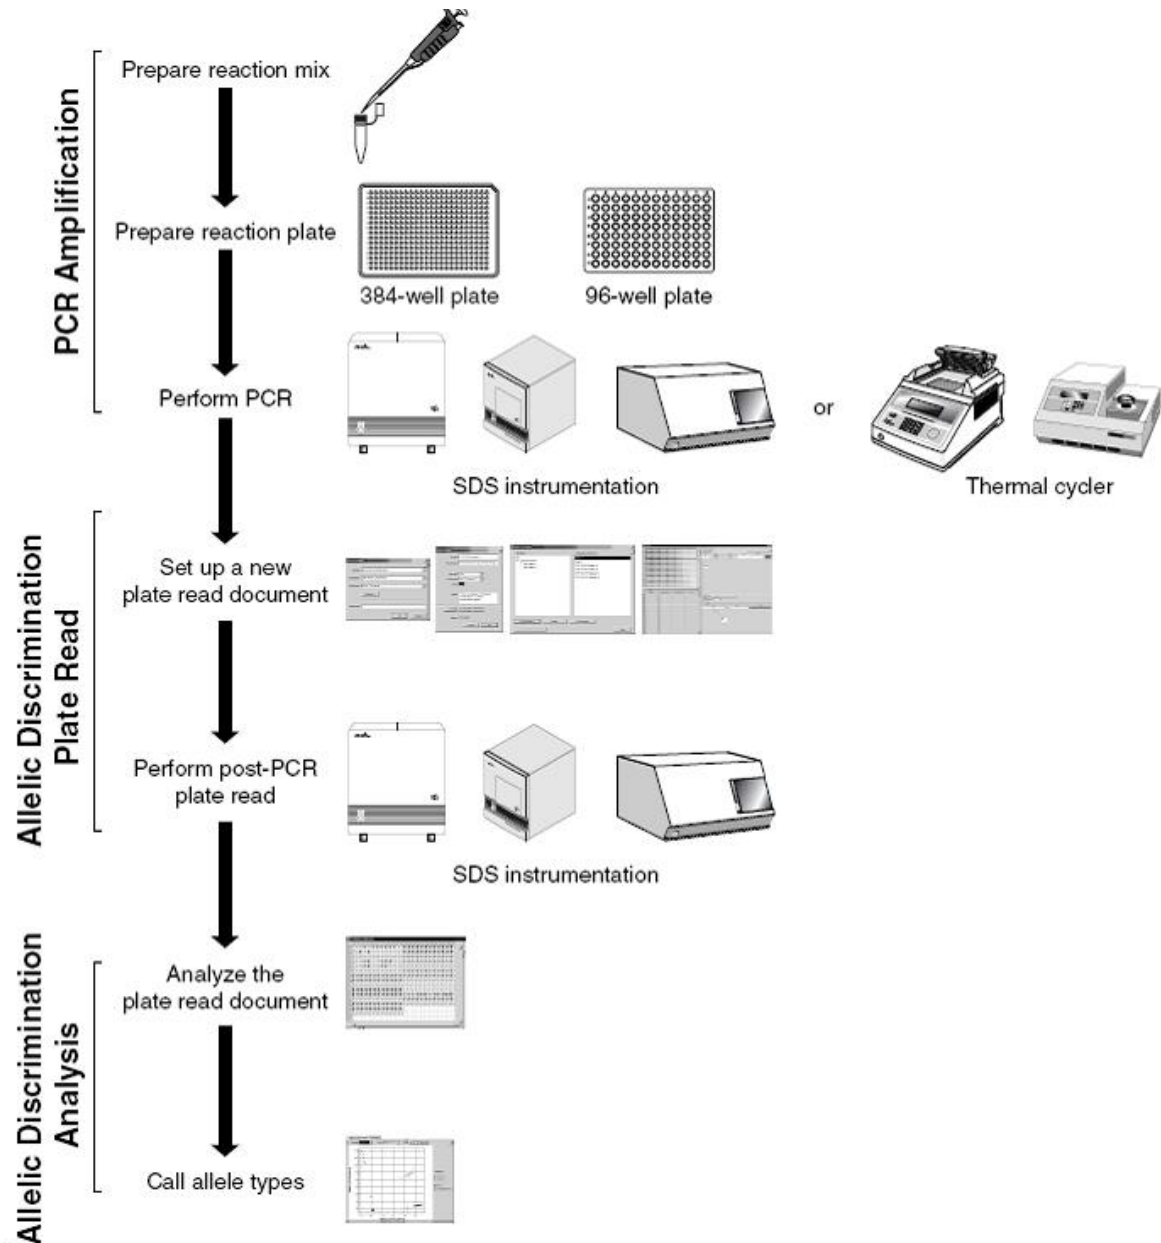 PCR Amplification
Prepare reaction mix
Prepare reaction plate
384-well plate
96-well plate
Perform PCR
SDS instrumentation
or
Thermal cycler
Allelic Discrimination
Plate Read
Set up a new
plate read document
Perform post-PCR
plate read
SDS instrumentation
Allelic Discrimination
Analysis
Analyze the
plate read document
Call allele types